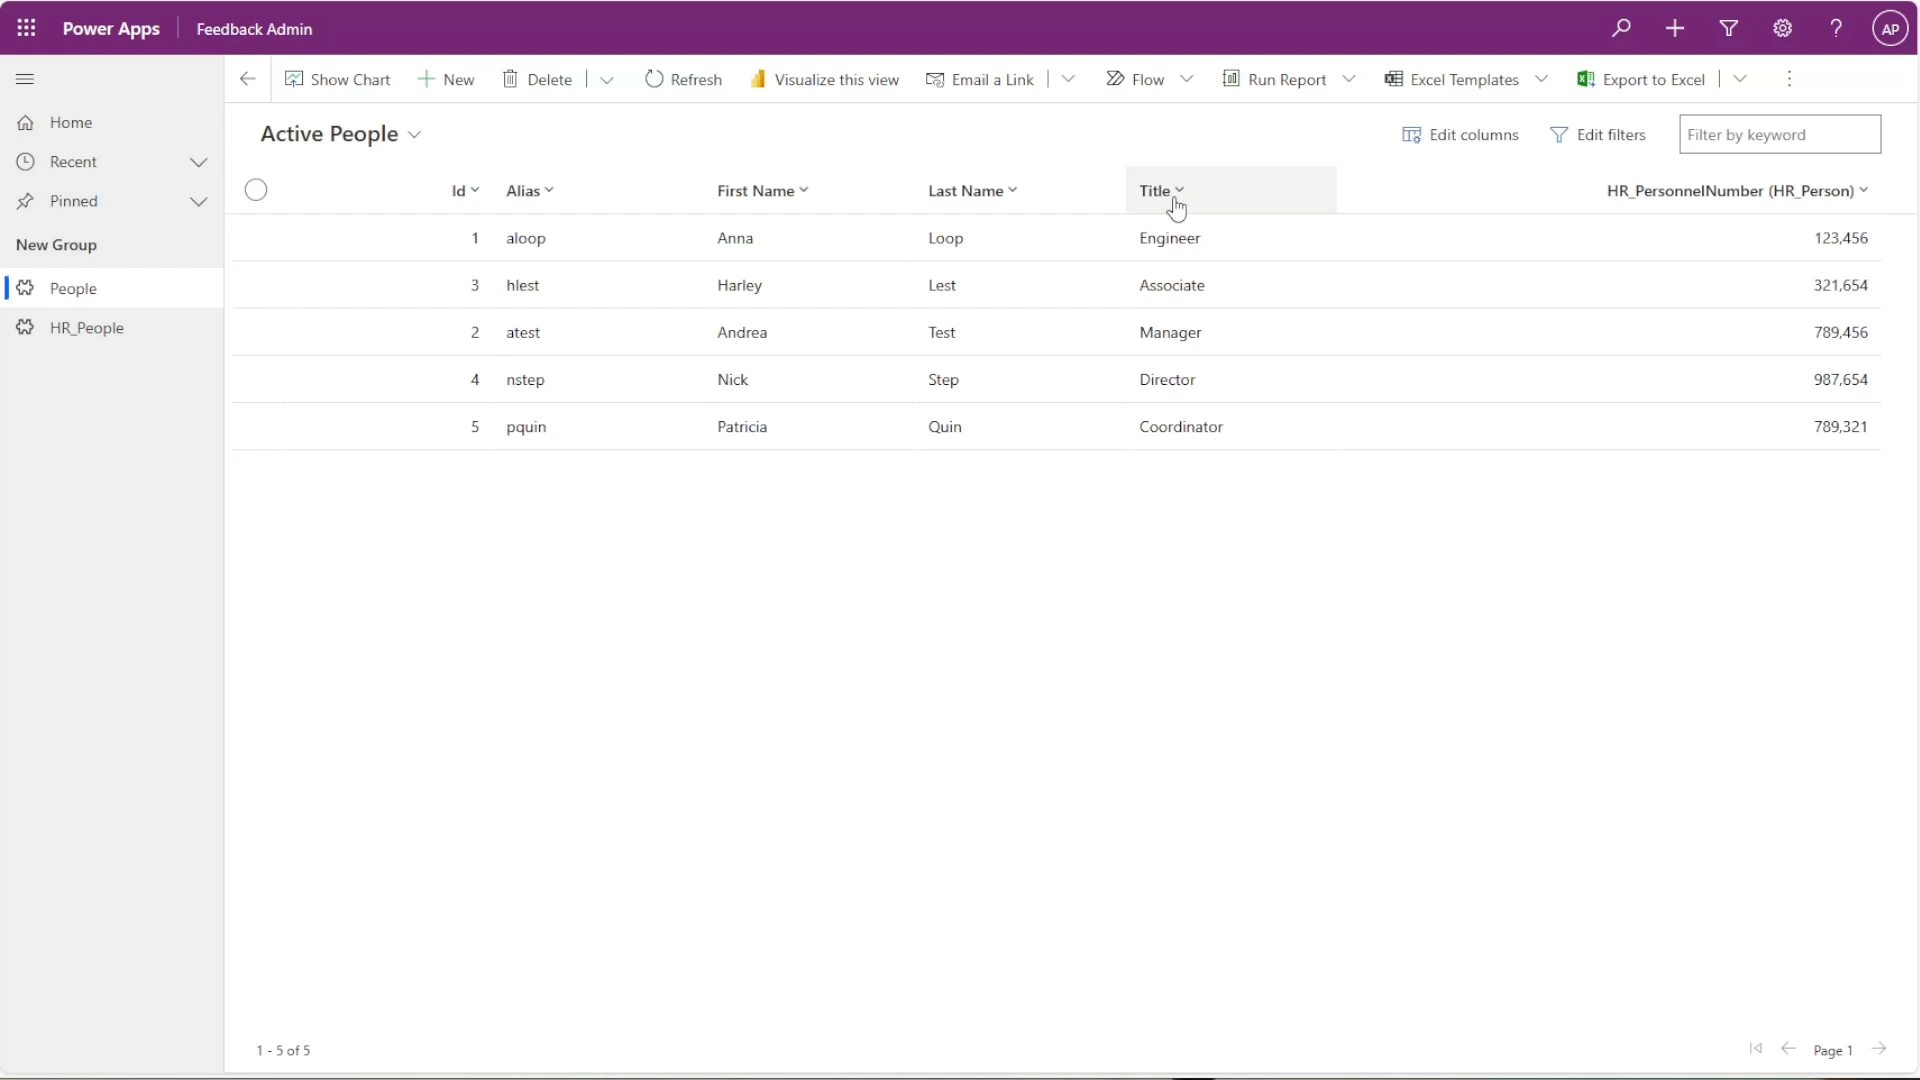 Power Apps Feedback Admin AP
Show Chart New Delete Refresh Visualize this view Email a Link Flow Run Report Excel Templates Export to Excel
Home
Recent
Pinned
New Group
People
HR_People
Active People Edit columns Edit filters Filter by keyword
Id Alias First Name Last Name Title HR_PersonnelNumber (HR_Person)
1 aloop Anna Loop Engineer 123,456
3 hlest Harley Lest Associate 321,654
2 atest Andrea Test Manager 789,456
4 nstep Nick Step Director 987,654
5 pquin Patricia Quin Coordinator 789,321
1 - 5 of 5 Page 1